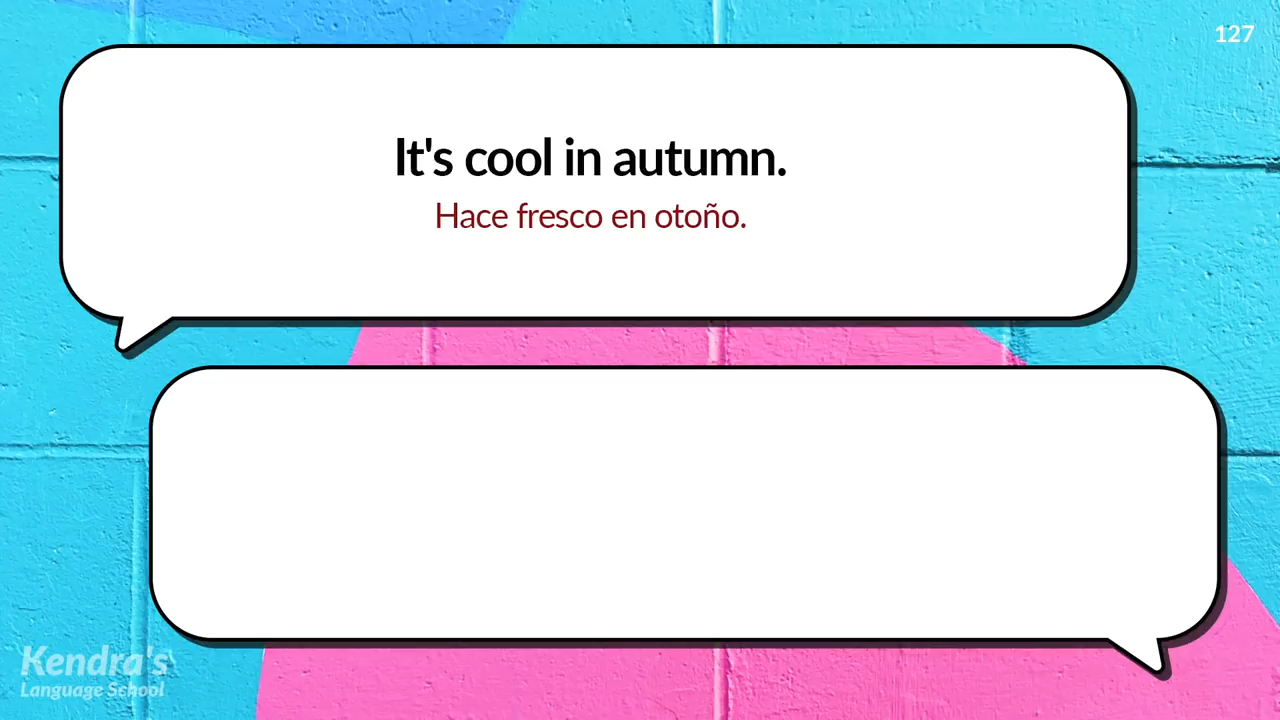 127
It's cool in autumn.
Hace fresco en otoño.
Kendra's
Language School